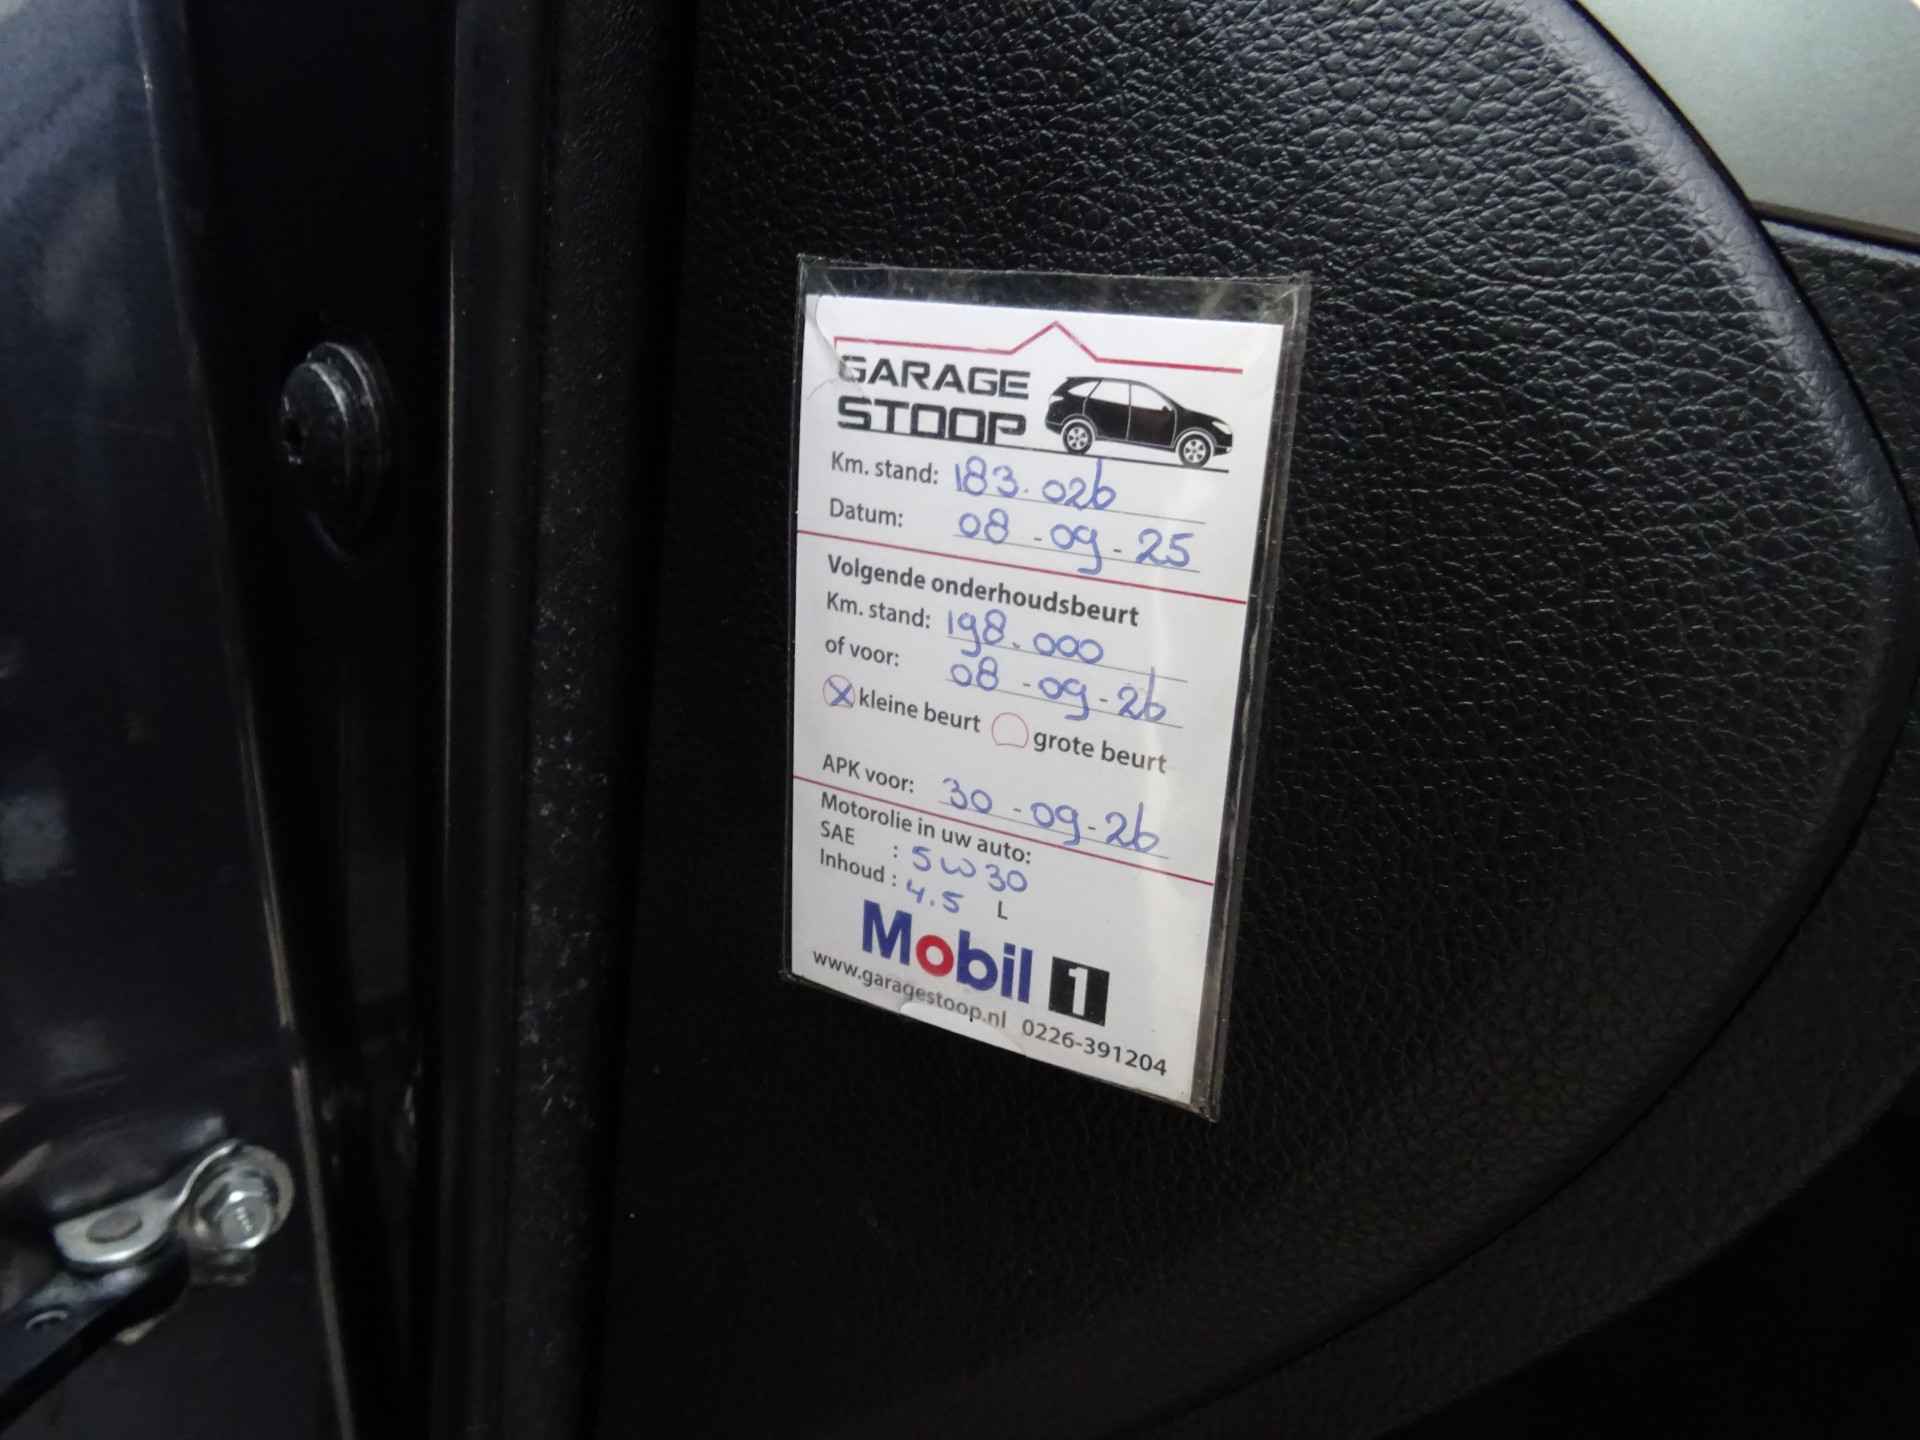 GARAGE
STOOP
Km. stand: 183.026
Datum: 08-09-25
Volgende onderhoudsbeurt
Km. stand: 198.000
of voor: 08-09-26
kleine beurt grote beurt
APK voor: 30-09-26
Motorolie in uw auto:
SAE : 5W30
Inhoud : 4.5 L
Mobil 1
www.garagestoop.nl 0226-391204